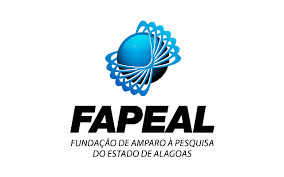 FAPEAL
FUNDAÇÃO DE AMPARO À PESQUISA
DO ESTADO DE ALAGOAS